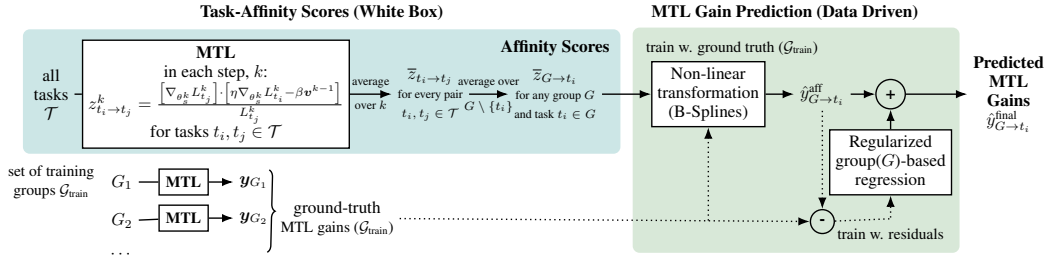 Task-Affinity Scores (White Box)
MTL Gain Prediction (Data Driven)
all
tasks
𝒯
MTL
in each step, k:
z^k_{t_i→t_j} = [∇_{θ_s^k} L^k_{t_j}]·[η∇_{θ_s^k} L^k_{t_i} − βv^{k−1}] / L^k_{t_j}
for tasks t_i, t_j ∈ 𝒯
average
over k
Affinity Scores
z̅_{t_i→t_j}
for every pair
t_i, t_j ∈ 𝒯
average over
G \ {t_i}
z̅_{G→t_i}
for any group G
and task t_i ∈ G
train w. ground truth (𝒢_train)
Non-linear
transformation
(B-Splines)
ŷ^aff_{G→t_i}
+
Predicted
MTL
Gains
ŷ^final_{G→t_i}
Regularized
group(G)-based
regression
-
train w. residuals
set of training
groups 𝒢_train
G_1
MTL
y_{G_1}
G_2
MTL
y_{G_2}
...
ground-truth
MTL gains (𝒢_train)